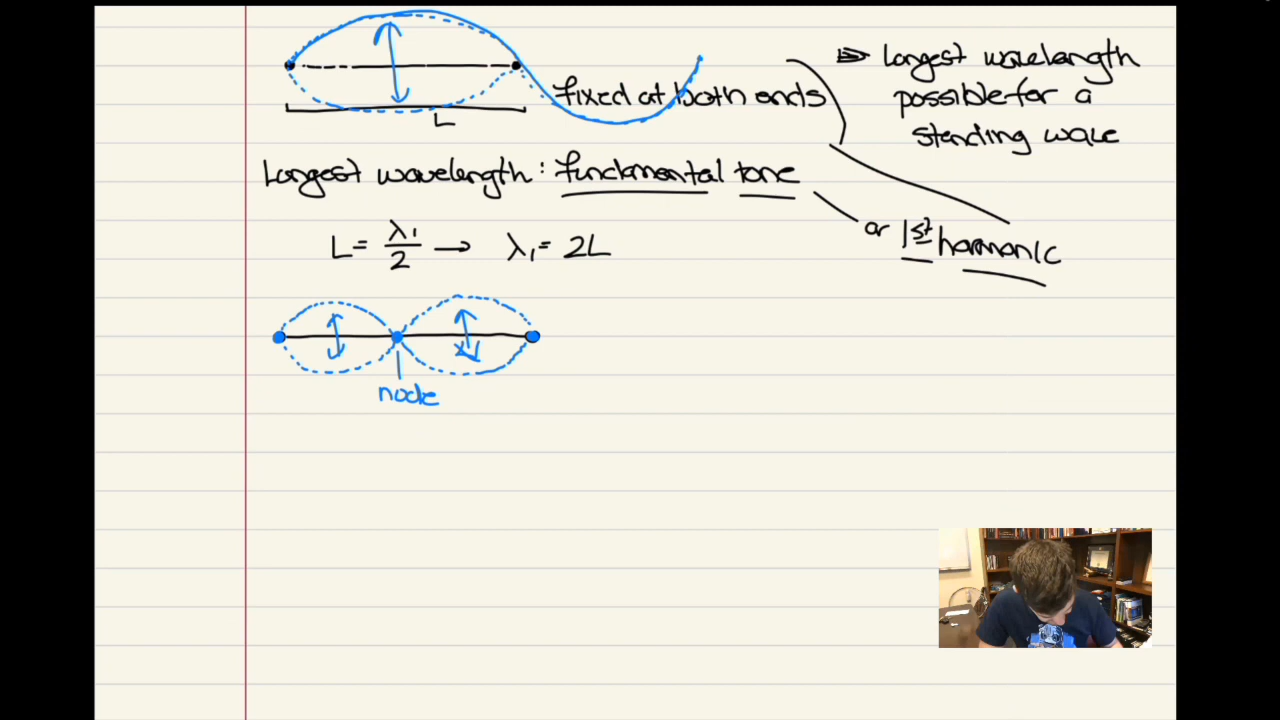 Longest wavelength
fixed at both ends possible for a
L standing wave
Longest wavelength: fundamental tone
or 1st harmonic
L = λ1/2 → λ1 = 2L
node